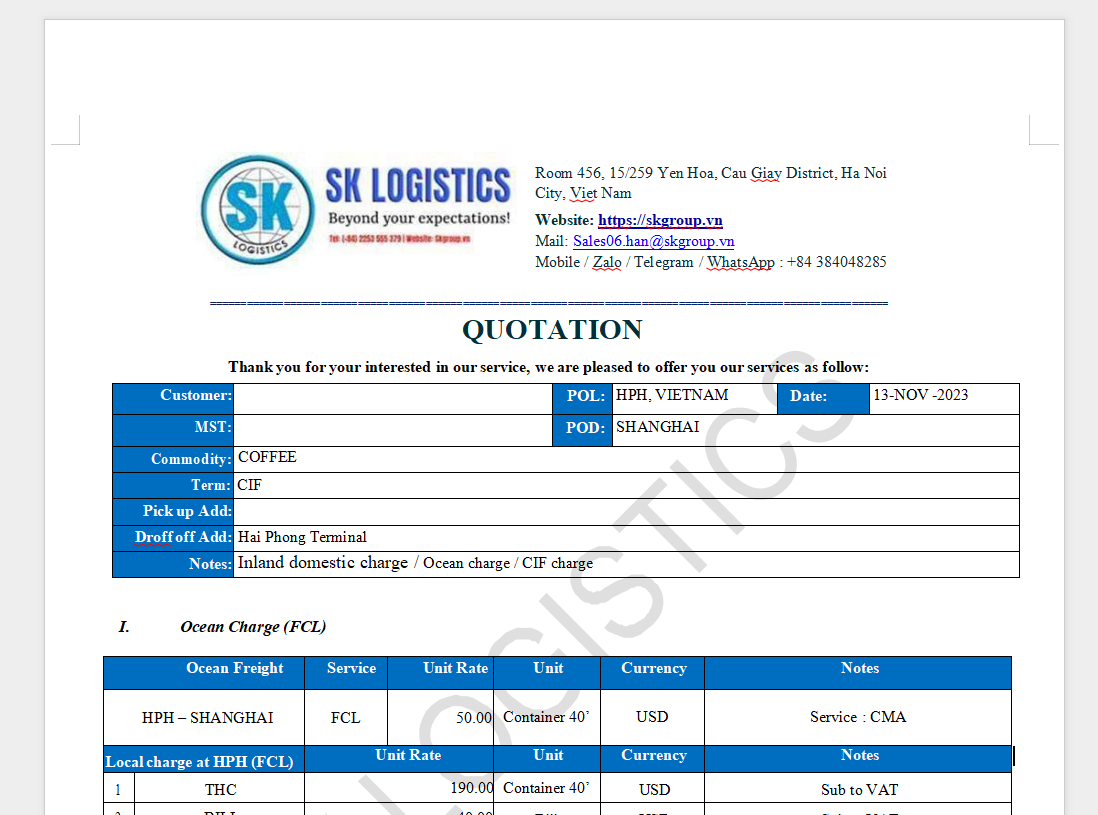 SK
LOGISTICS
SK LOGISTICS
Beyond your expectations!
Tel: (+84) 2253 555 379 | Website: Skgroup.vn
Room 456, 15/259 Yen Hoa, Cau Giay District, Ha Noi
City, Viet Nam
Website: https://skgroup.vn
Mail: Sales06.han@skgroup.vn
Mobile / Zalo / Telegram / WhatsApp : +84 384048285
QUOTATION
Thank you for your interested in our service, we are pleased to offer you our services as follow:
Customer: POL: HPH, VIETNAM Date: 13-NOV -2023
MST: POD: SHANGHAI
Commodity: COFFEE
Term: CIF
Pick up Add:
Droff off Add: Hai Phong Terminal
Notes: Inland domestic charge / Ocean charge / CIF charge
I. Ocean Charge (FCL)
Ocean Freight Service Unit Rate Unit Currency Notes
HPH – SHANGHAI FCL 50.00 Container 40’ USD Service : CMA
Local charge at HPH (FCL) Unit Rate Unit Currency Notes
1 THC 190.00 Container 40’ USD Sub to VAT
LOGISTICS